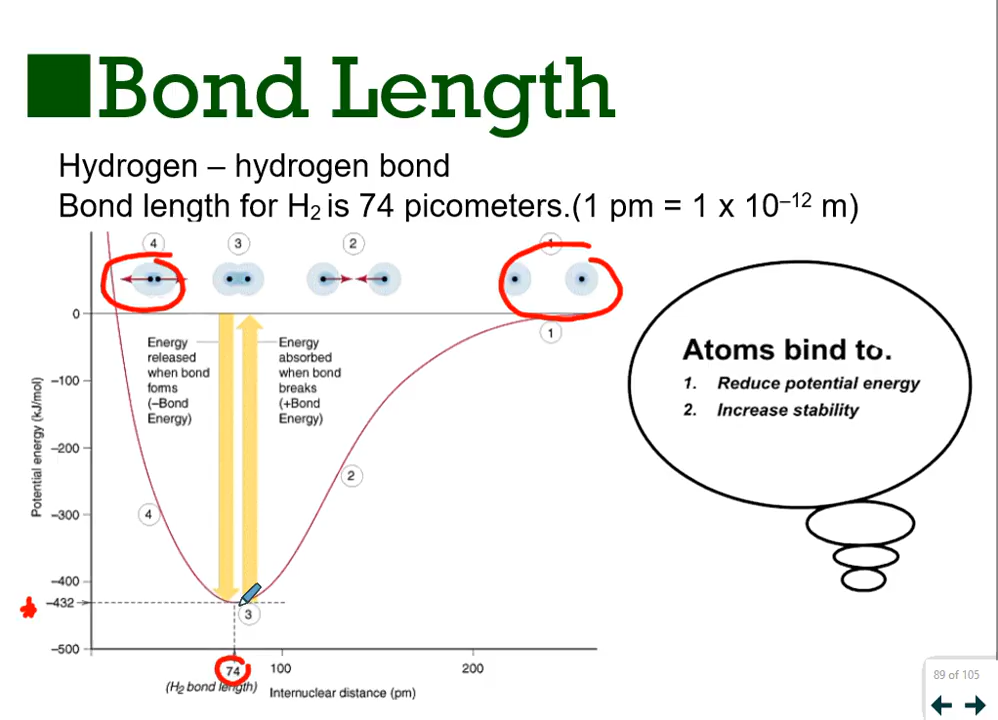 Bond Length
Hydrogen – hydrogen bond
Bond length for H₂ is 74 picometers.(1 pm = 1 x 10⁻¹² m)
4
3
2
1
0
1
Energy
released
when bond
forms
(–Bond
Energy)
Energy
absorbed
when bond
breaks
(+Bond
Energy)
–100
–200
–300
–400
–432
–500
Potential energy (kJ/mol)
2
4
3
74
100
200
(H₂ bond length)
Internuclear distance (pm)
Atoms bind to.
1. Reduce potential energy
2. Increase stability
89 of 105